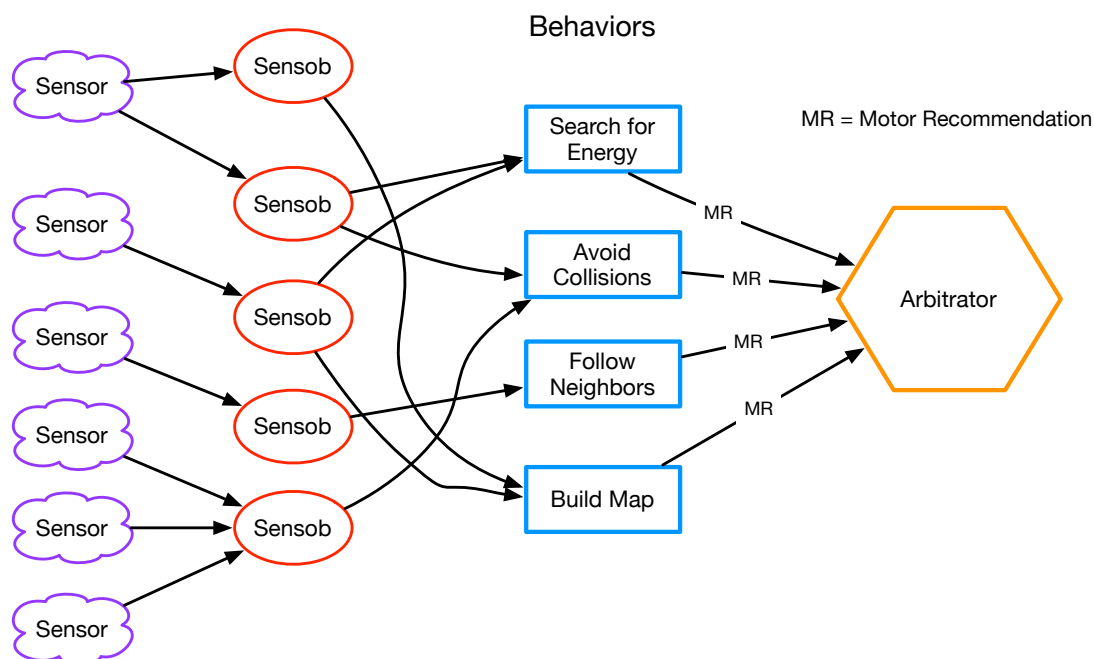 Behaviors
MR = Motor Recommendation
Sensor
Sensor
Sensor
Sensor
Sensor
Sensor
Sensob
Sensob
Sensob
Sensob
Sensob
Search for
Energy
Avoid
Collisions
Follow
Neighbors
Build Map
MR
MR
MR
MR
Arbitrator